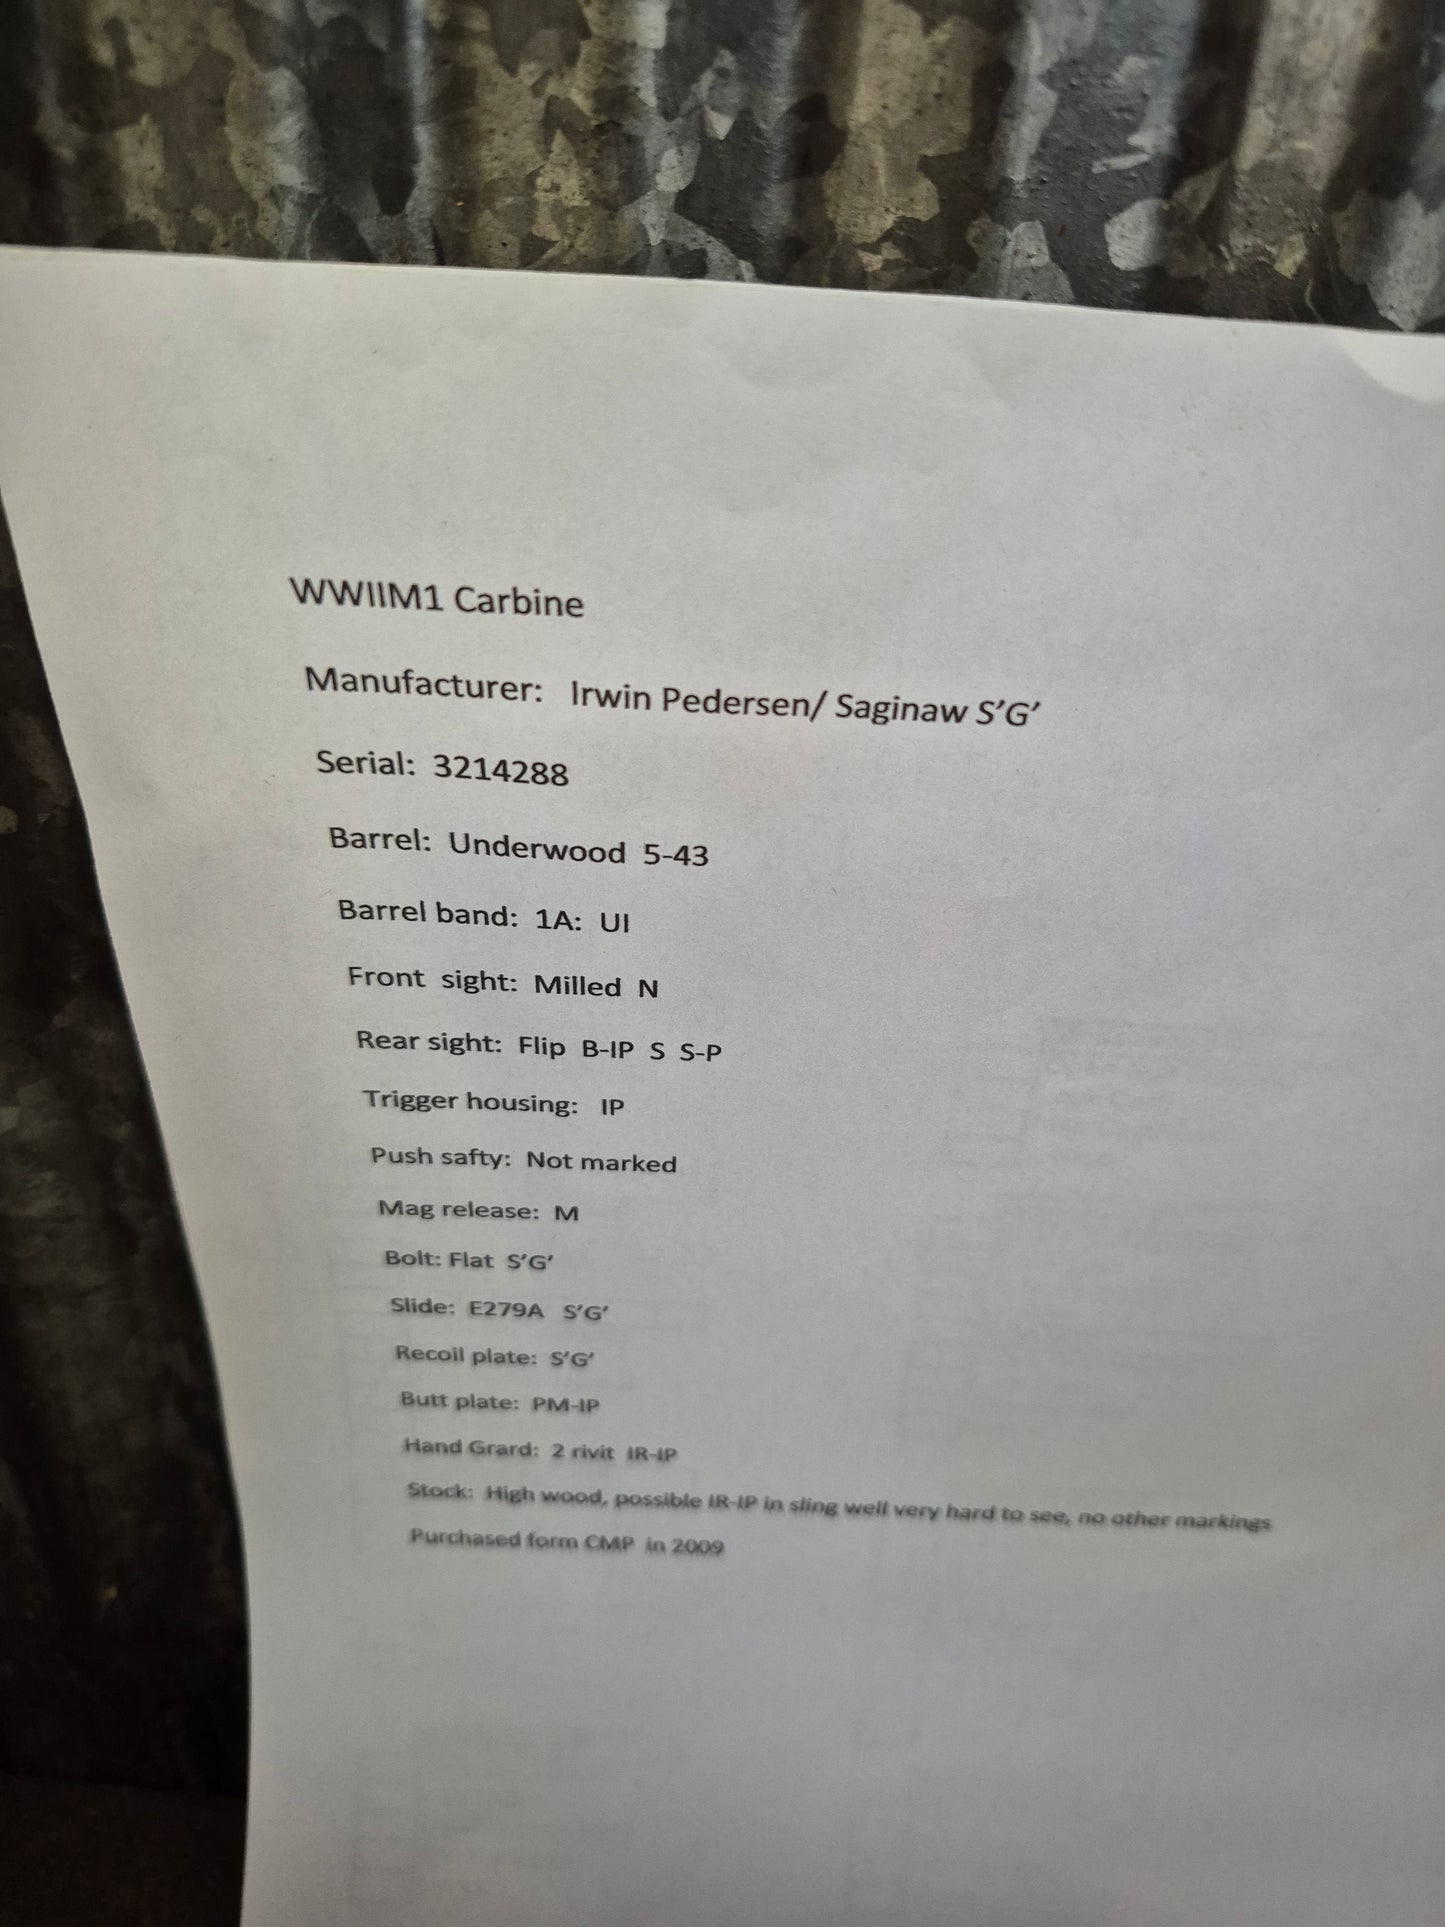 WWIIM1 Carbine
Manufacturer: Irwin Pedersen/ Saginaw S'G'
Serial: 3214288
Barrel: Underwood 5-43
Barrel band: 1A: UI
Front sight: Milled N
Rear sight: Flip B-IP S S-P
Trigger housing: IP
Push safty: Not marked
Mag release: M
Bolt: Flat S'G'
Slide: E279A S'G'
Recoil plate: S'G'
Butt plate: PM-IP
Hand Grard: 2 rivit IR-IP
Stock: High wood, possible IR-IP in sling well very hard to see, no other markings
Purchased form CMP in 2009